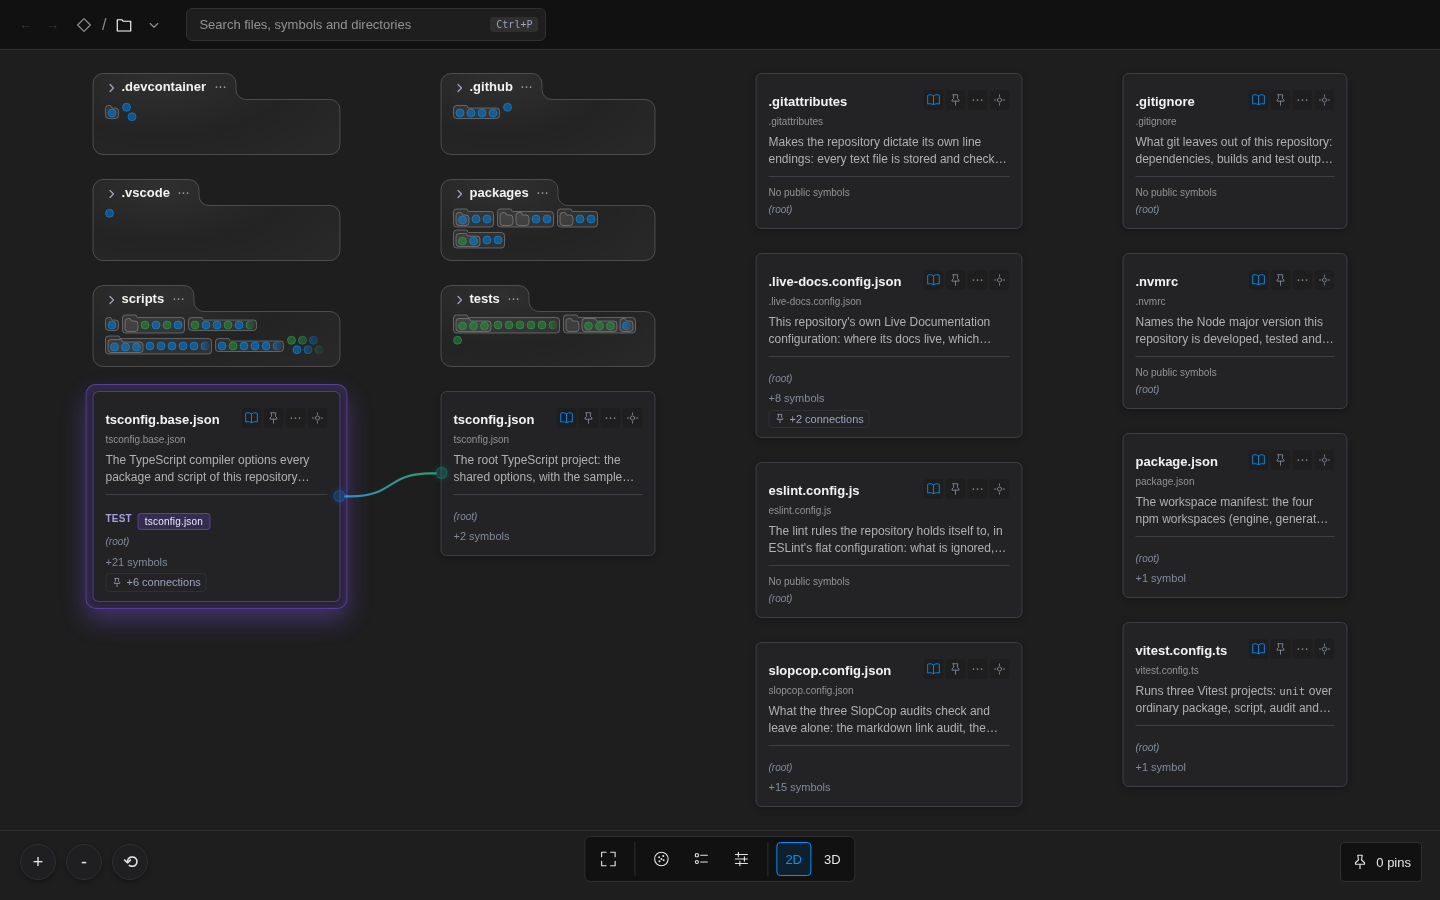 /
Search files, symbols and directories
Ctrl+P
.devcontainer
.github
.vscode
packages
scripts
tests
tsconfig.base.json
tsconfig.base.json
The TypeScript compiler options every
package and script of this repository…
TEST tsconfig.json
(root)
+21 symbols
+6 connections
tsconfig.json
tsconfig.json
The root TypeScript project: the
shared options, with the sample…
(root)
+2 symbols
.gitattributes
.gitattributes
Makes the repository dictate its own line
endings: every text file is stored and check…
No public symbols
(root)
.live-docs.config.json
.live-docs.config.json
This repository's own Live Documentation
configuration: where its docs live, which…
(root)
+8 symbols
+2 connections
eslint.config.js
eslint.config.js
The lint rules the repository holds itself to, in
ESLint's flat configuration: what is ignored,…
No public symbols
(root)
slopcop.config.json
slopcop.config.json
What the three SlopCop audits check and
leave alone: the markdown link audit, the…
(root)
+15 symbols
.gitignore
.gitignore
What git leaves out of this repository:
dependencies, builds and test outp…
No public symbols
(root)
.nvmrc
.nvmrc
Names the Node major version this
repository is developed, tested and…
No public symbols
(root)
package.json
package.json
The workspace manifest: the four
npm workspaces (engine, generat…
(root)
+1 symbol
vitest.config.ts
vitest.config.ts
Runs three Vitest projects: unit over
ordinary package, script, audit and…
(root)
+1 symbol
+
-
2D
3D
0 pins